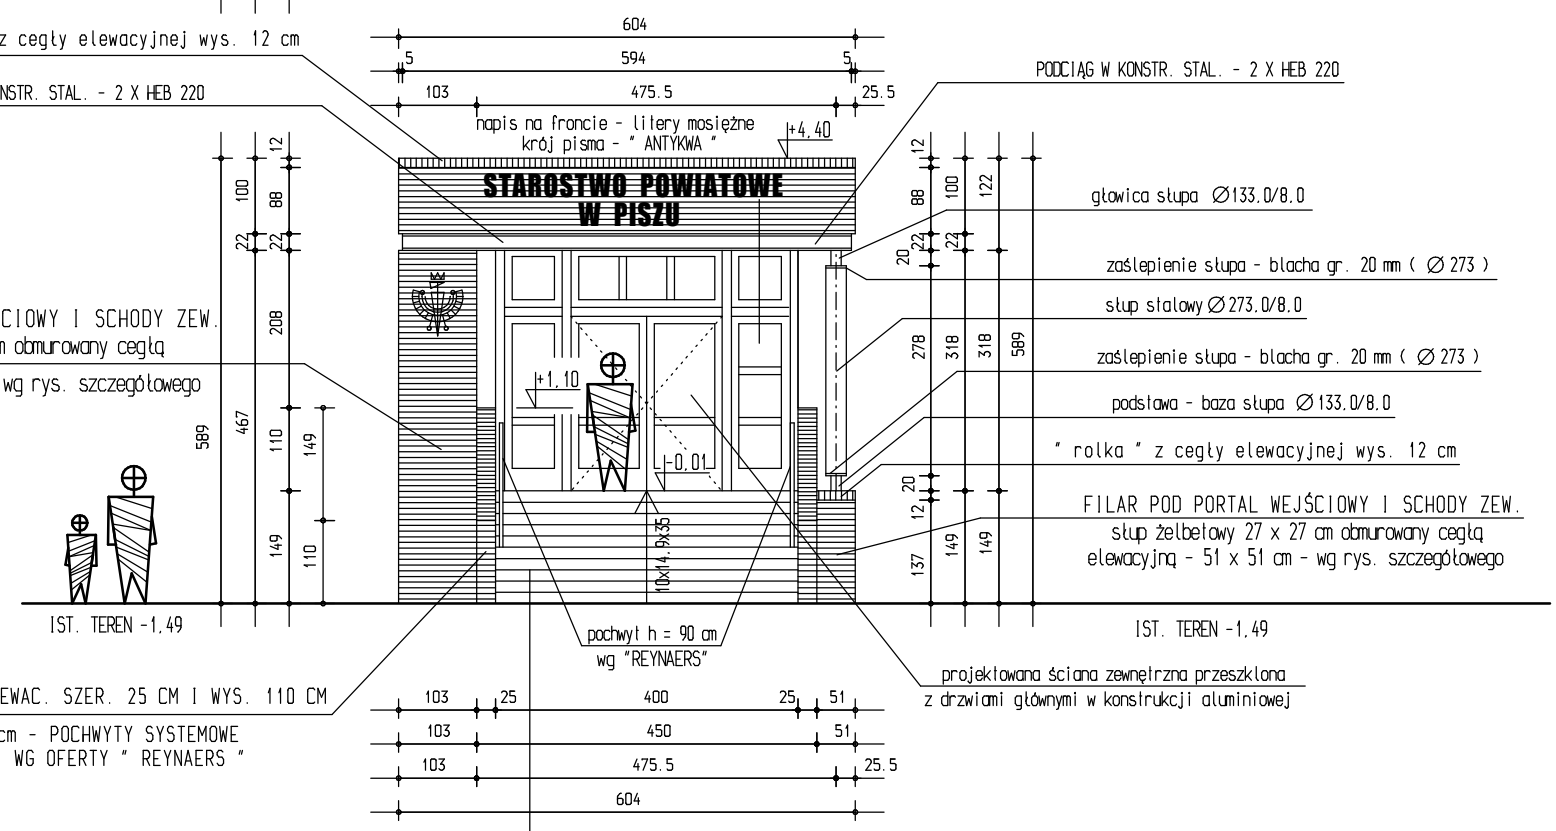 604
5 594 5
103 475.5 25.5
z cegły elewacyjnej wys. 12 cm
NSTR. STAL. - 2 X HEB 220
PODCIĄG W KONSTR. STAL. - 2 X HEB 220
napis na froncie - litery mosiężne
krój pisma - " ANTYKWA "
+4,40
STAROSTWO POWIATOWE
W PISZU
12
100
88
22
22
208
589
467
110
149
149
110
12
88
100
122
22
22
20
278
318
318
589
20
12
137
149
149
głowica słupa Ø133,0/8,0
zaślepienie słupa - blacha gr. 20 mm ( Ø 273 )
słup stalowy Ø 273,0/8,0
zaślepienie słupa - blacha gr. 20 mm ( Ø 273 )
podstawa - baza słupa Ø 133,0/8,0
" rolka " z cegły elewacyjnej wys. 12 cm
FILAR POD PORTAL WEJŚCIOWY I SCHODY ZEW.
słup żelbetowy 27 x 27 cm obmurowany cegłą
elewacyjną - 51 x 51 cm - wg rys. szczegółowego
CIOWY I SCHODY ZEW.
m obmurowany cegłą
wg rys. szczegółowego
+1,10
-0,01
10x14,9x35
IST. TEREN -1,49
IST. TEREN -1,49
pochwyt h = 90 cm
wg "REYNAERS"
projektowana ściana zewnętrzna przeszklona
z drzwiami głównymi w konstrukcji aluminiowej
EWAC. SZER. 25 CM I WYS. 110 CM
cm - POCHWYTY SYSTEMOWE
WG OFERTY " REYNAERS "
103 25 400 25 51
103 450 51
103 475.5 25.5
604